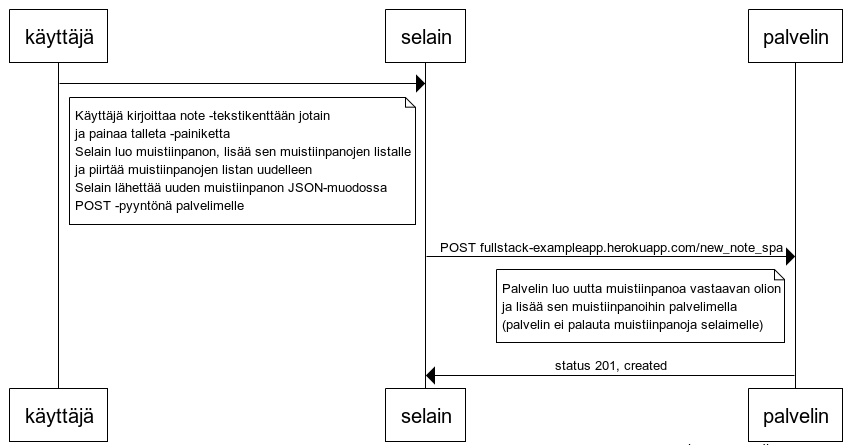 käyttäjä
selain
palvelin
Käyttäjä kirjoittaa note -tekstikenttään jotain
ja painaa talleta -painiketta
Selain luo muistiinpanon, lisää sen muistiinpanojen listalle
ja piirtää muistiinpanojen listan uudelleen
Selain lähettää uuden muistiinpanon JSON-muodossa
POST -pyyntönä palvelimelle
POST fullstack-exampleapp.herokuapp.com/new_note_spa
Palvelin luo uutta muistiinpanoa vastaavan olion
ja lisää sen muistiinpanoihin palvelimella
(palvelin ei palauta muistiinpanoja selaimelle)
status 201, created
käyttäjä
selain
palvelin